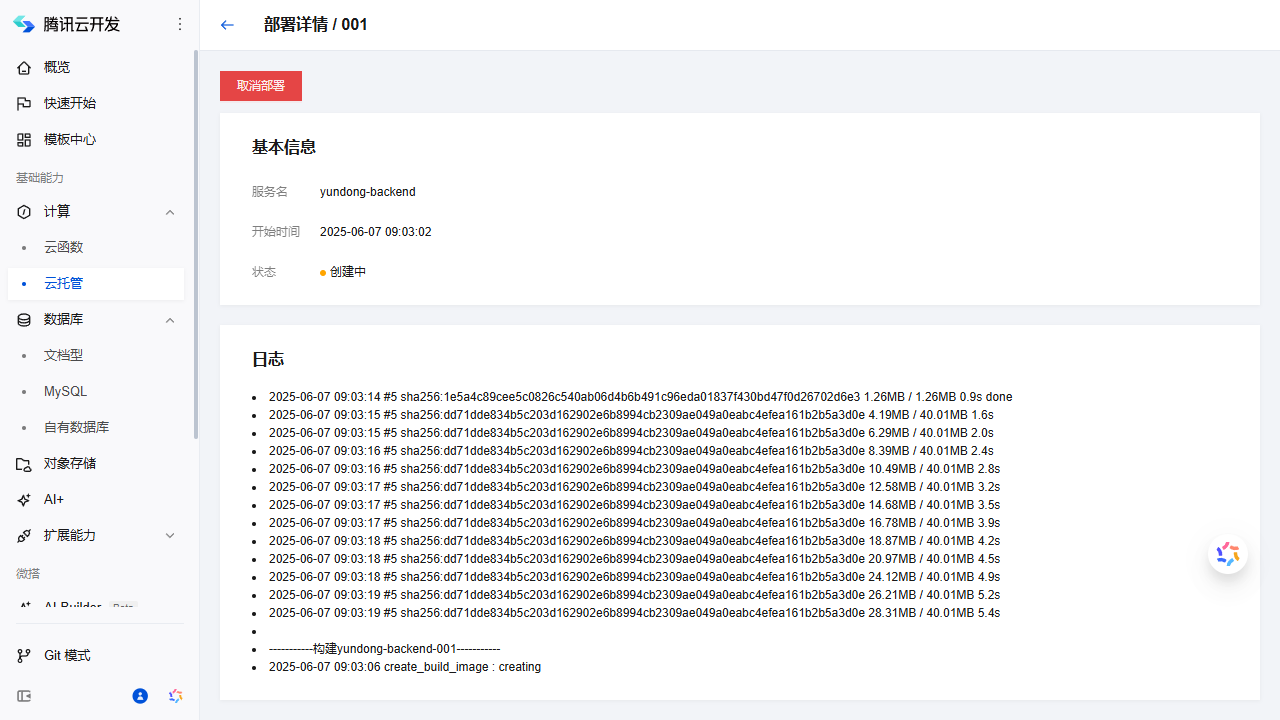 腾讯云开发
概览
快速开始
模板中心
基础能力
计算
云函数
云托管
数据库
文档型
MySQL
自有数据库
对象存储
AI+
扩展能力
微搭
AI Builder Beta
Git 模式
部署详情 / 001
取消部署
基本信息
服务名 yundong-backend
开始时间 2025-06-07 09:03:02
状态 创建中
日志
2025-06-07 09:03:14 #5 sha256:1e5a4c89cee5c0826c540ab06d4b6b491c96eda01837f430bd47f0d26702d6e3 1.26MB / 1.26MB 0.9s done
2025-06-07 09:03:15 #5 sha256:dd71dde834b5c203d162902e6b8994cb2309ae049a0eabc4efea161b2b5a3d0e 4.19MB / 40.01MB 1.6s
2025-06-07 09:03:15 #5 sha256:dd71dde834b5c203d162902e6b8994cb2309ae049a0eabc4efea161b2b5a3d0e 6.29MB / 40.01MB 2.0s
2025-06-07 09:03:16 #5 sha256:dd71dde834b5c203d162902e6b8994cb2309ae049a0eabc4efea161b2b5a3d0e 8.39MB / 40.01MB 2.4s
2025-06-07 09:03:16 #5 sha256:dd71dde834b5c203d162902e6b8994cb2309ae049a0eabc4efea161b2b5a3d0e 10.49MB / 40.01MB 2.8s
2025-06-07 09:03:17 #5 sha256:dd71dde834b5c203d162902e6b8994cb2309ae049a0eabc4efea161b2b5a3d0e 12.58MB / 40.01MB 3.2s
2025-06-07 09:03:17 #5 sha256:dd71dde834b5c203d162902e6b8994cb2309ae049a0eabc4efea161b2b5a3d0e 14.68MB / 40.01MB 3.5s
2025-06-07 09:03:17 #5 sha256:dd71dde834b5c203d162902e6b8994cb2309ae049a0eabc4efea161b2b5a3d0e 16.78MB / 40.01MB 3.9s
2025-06-07 09:03:18 #5 sha256:dd71dde834b5c203d162902e6b8994cb2309ae049a0eabc4efea161b2b5a3d0e 18.87MB / 40.01MB 4.2s
2025-06-07 09:03:18 #5 sha256:dd71dde834b5c203d162902e6b8994cb2309ae049a0eabc4efea161b2b5a3d0e 20.97MB / 40.01MB 4.5s
2025-06-07 09:03:18 #5 sha256:dd71dde834b5c203d162902e6b8994cb2309ae049a0eabc4efea161b2b5a3d0e 24.12MB / 40.01MB 4.9s
2025-06-07 09:03:19 #5 sha256:dd71dde834b5c203d162902e6b8994cb2309ae049a0eabc4efea161b2b5a3d0e 26.21MB / 40.01MB 5.2s
2025-06-07 09:03:19 #5 sha256:dd71dde834b5c203d162902e6b8994cb2309ae049a0eabc4efea161b2b5a3d0e 28.31MB / 40.01MB 5.4s
-----------构建yundong-backend-001-----------
2025-06-07 09:03:06 create_build_image : creating